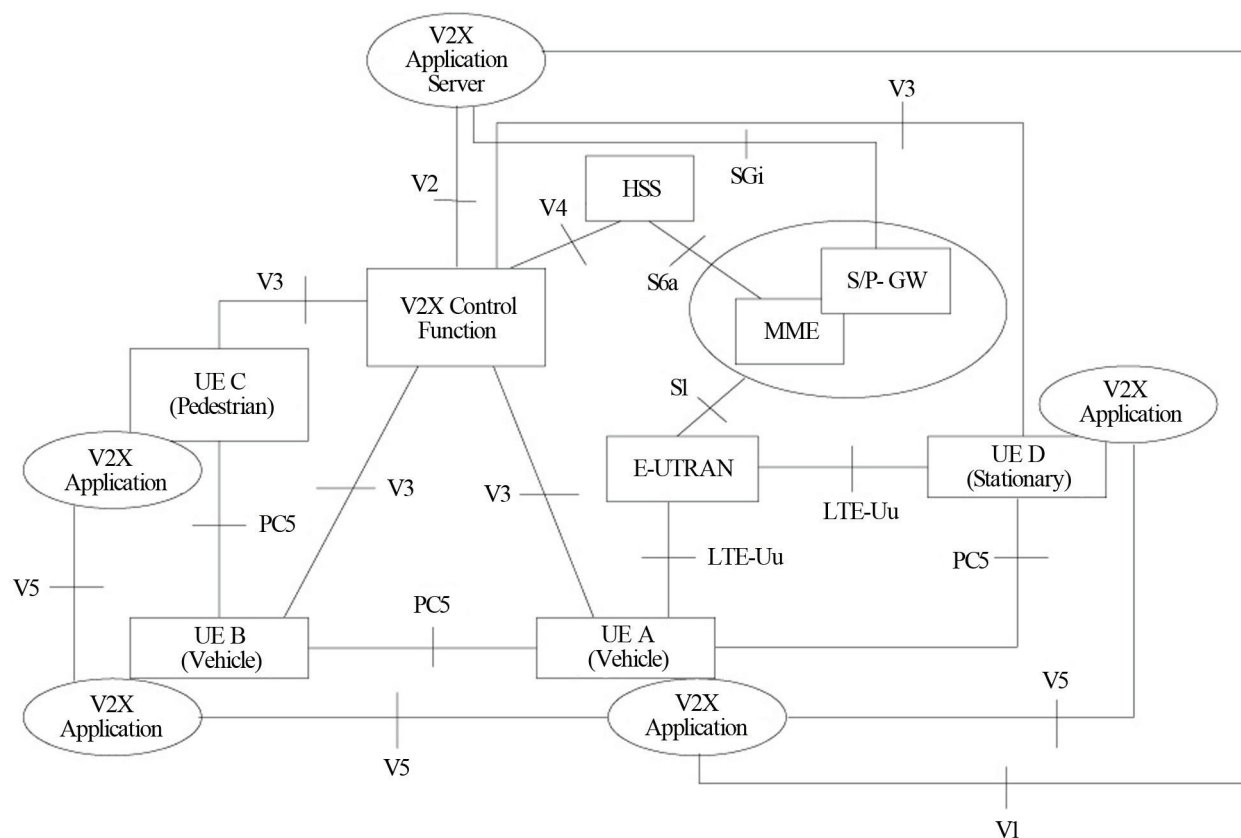 V2X
Application
Server
V3
SGi
HSS
V2
V4
S6a
S/P- GW
V3
V2X Control
Function
MME
UE C
(Pedestrian)
S1
V2X
Application
V2X
Application
E-UTRAN
UE D
(Stationary)
V3
V3
LTE-Uu
PC5
LTE-Uu
PC5
V5
PC5
UE B
(Vehicle)
UE A
(Vehicle)
V2X
Application
V2X
Application
V5
V5
V1